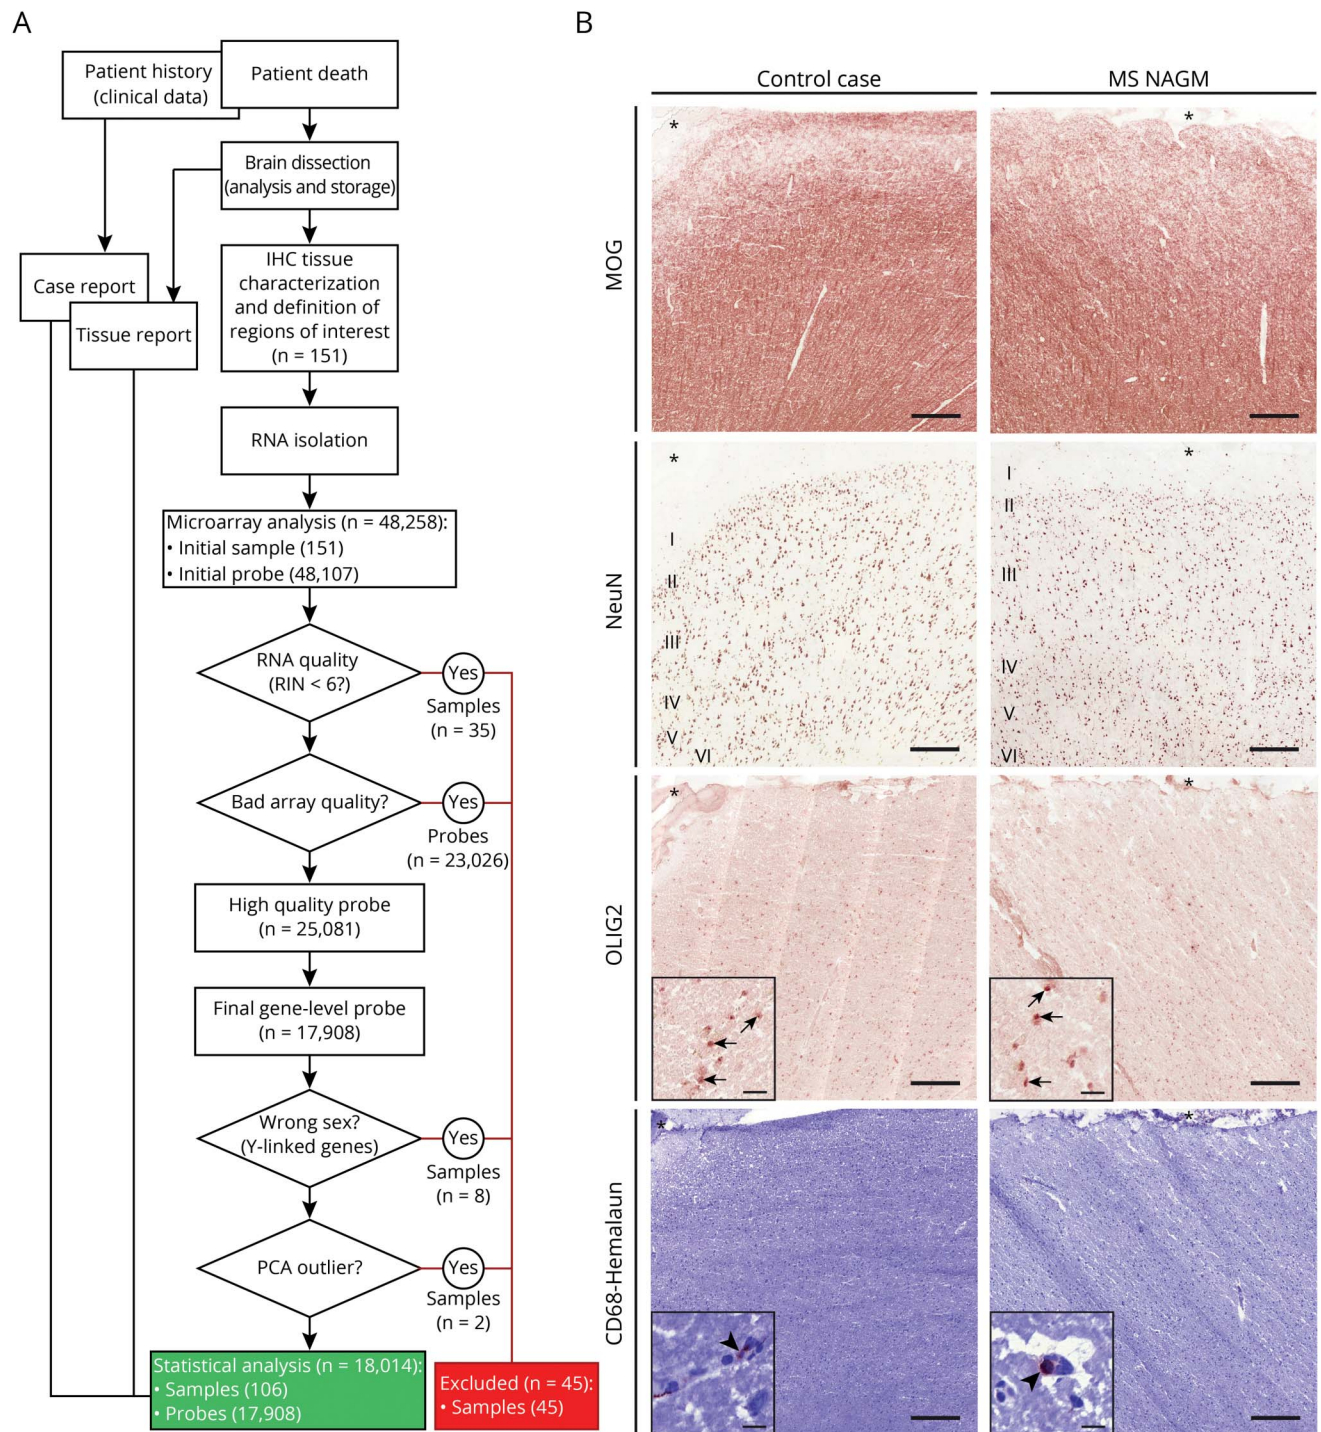 A
Patient history
(clinical data)
Patient death
Brain dissection
(analysis and storage)
Case report
Tissue report
IHC tissue
characterization
and definition of
regions of interest
(n = 151)
RNA isolation
Microarray analysis (n = 48,258):
• Initial sample (151)
• Initial probe (48,107)
RNA quality
(RIN < 6?)
Yes
Samples
(n = 35)
Bad array quality?
Yes
Probes
(n = 23,026)
High quality probe
(n = 25,081)
Final gene-level probe
(n = 17,908)
Wrong sex?
(Y-linked genes)
Yes
Samples
(n = 8)
PCA outlier?
Yes
Samples
(n = 2)
Statistical analysis (n = 18,014):
• Samples (106)
• Probes (17,908)
Excluded (n = 45):
• Samples (45)
B
Control case
MS NAGM
MOG
*
*
NeuN
*
I
II
III
IV
V
VI
*
I
II
III
IV
V
VI
OLIG2
*
*
CD68-Hemalaun
*
*